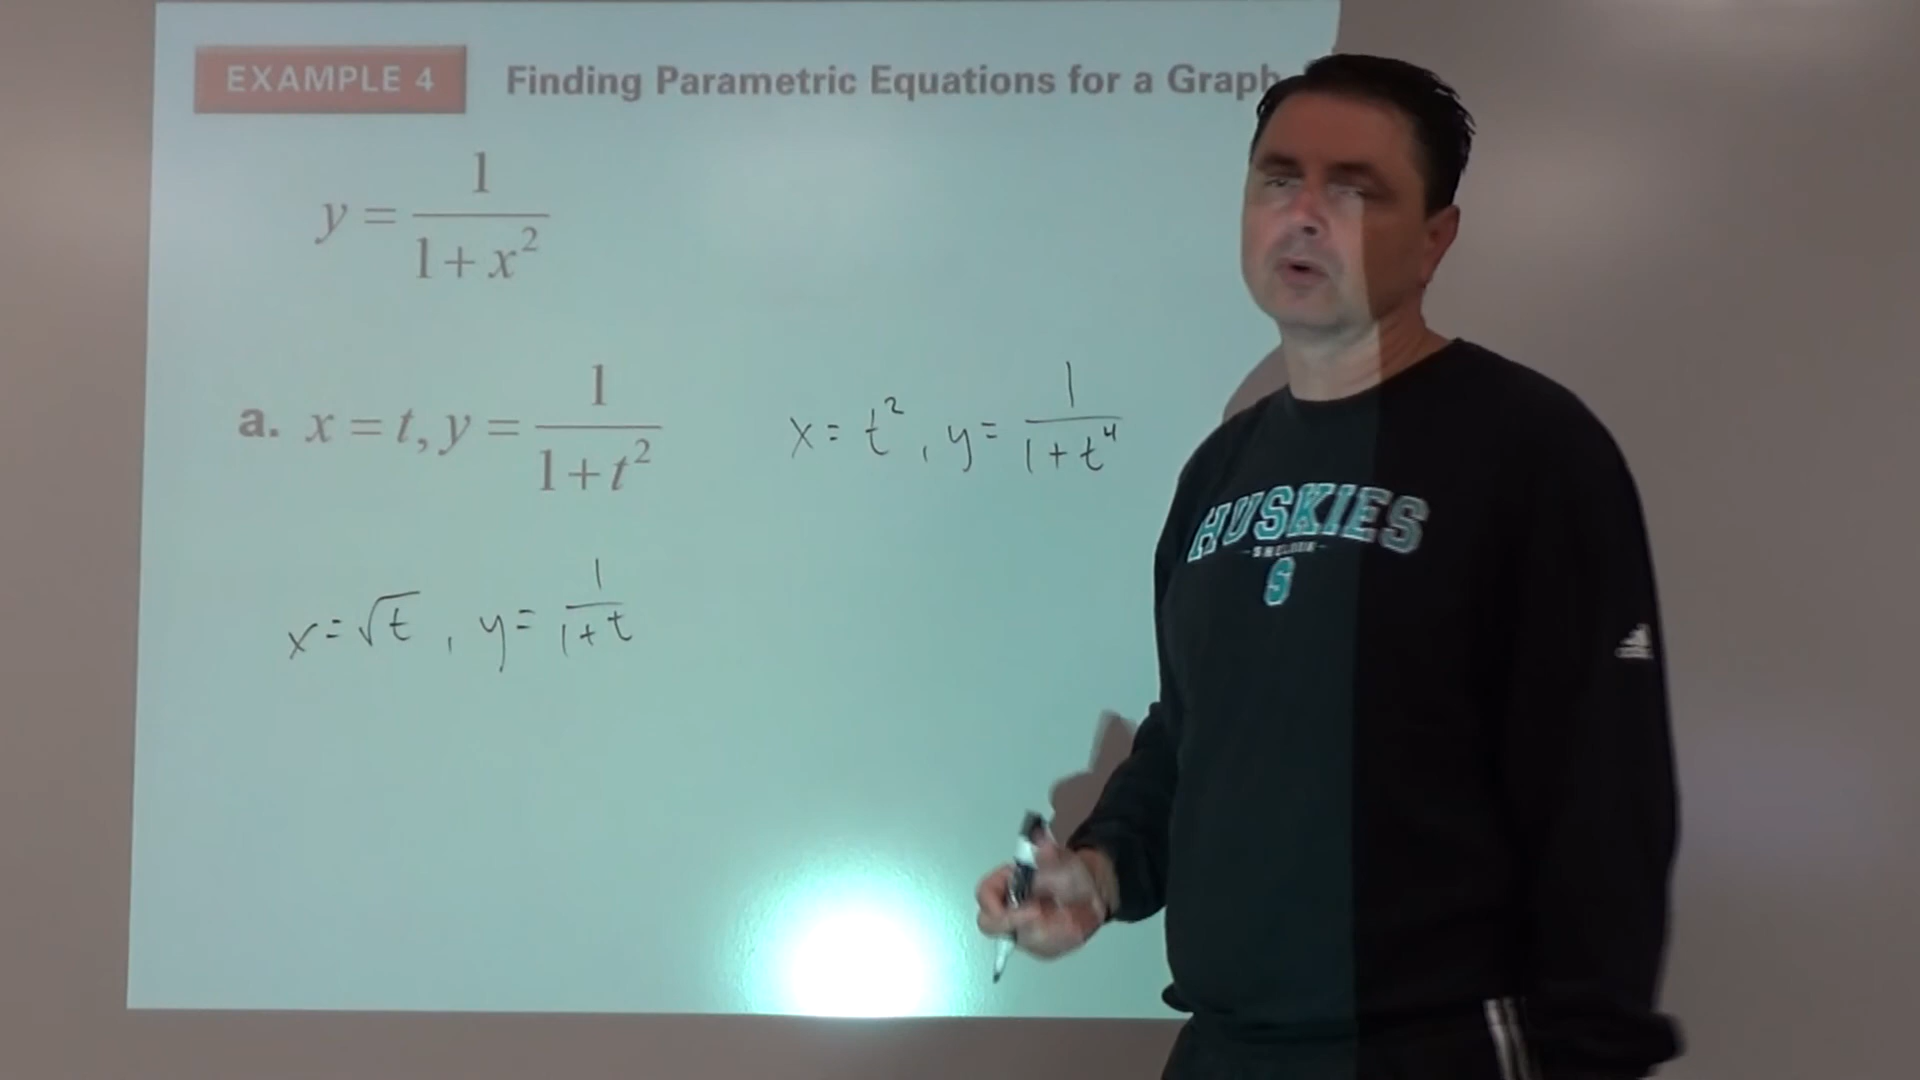 EXAMPLE 4 Finding Parametric Equations for a Graph
y = 1/(1 + x²)
a. x = t, y = 1/(1 + t²)
x = t², y = 1/(1 + t⁴)
x = √t, y = 1/(1 + t)
HUSKIES
S